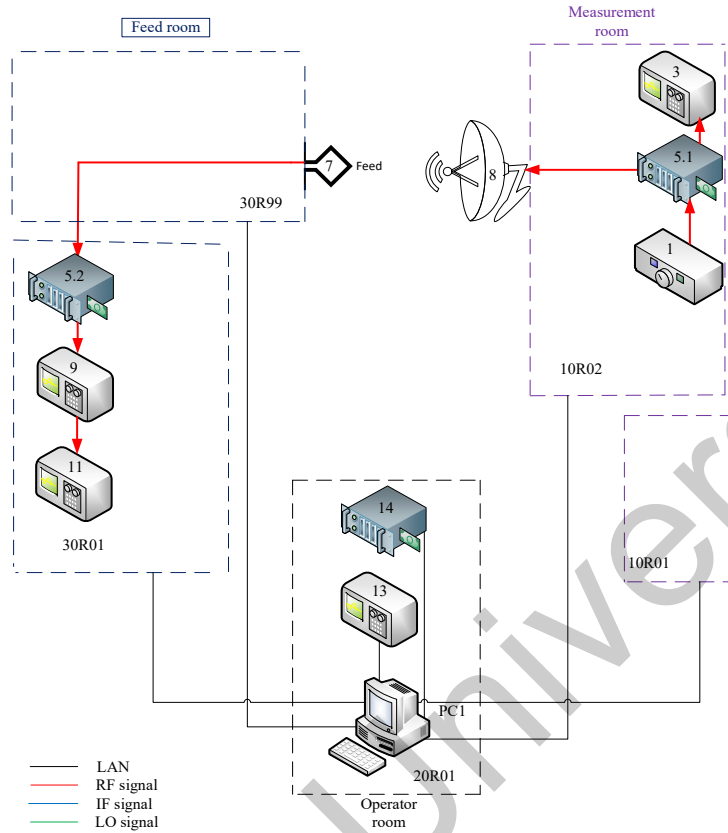 Feed room
Measurement
room
3
5.1
7
Feed
8
1
30R99
5.2
9
11
30R01
10R02
10R01
14
13
PC1
20R01
Operator
room
LAN
RF signal
IF signal
LO signal
Univers